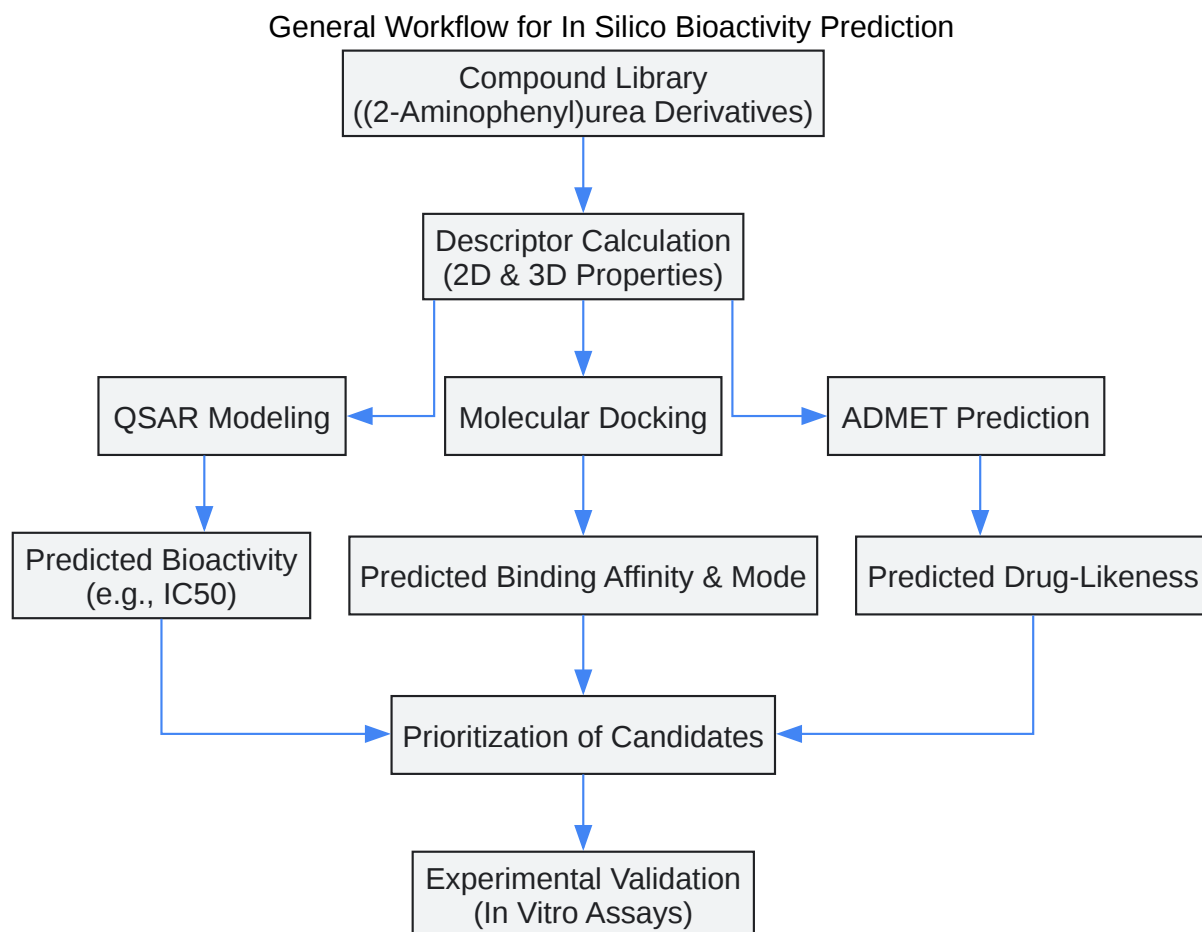 General Workflow for In Silico Bioactivity Prediction
Compound Library
((2-Aminophenyl)urea Derivatives)
Descriptor Calculation
(2D & 3D Properties)
QSAR Modeling
Molecular Docking
ADMET Prediction
Predicted Bioactivity
(e.g., IC50)
Predicted Binding Affinity & Mode
Predicted Drug-Likeness
Prioritization of Candidates
Experimental Validation
(In Vitro Assays)